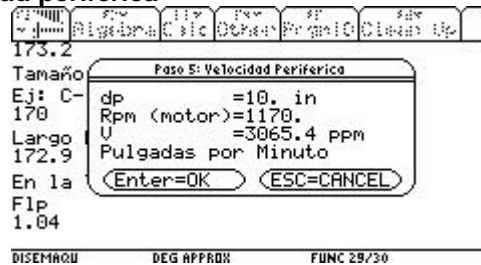 Algebra Calc Other PrgmIO Clean Up
173.2
Tamaño
Ej: C-
170
Largo
172.9
En la
Flp
1.04
Paso 5: Velocidad Periferica
dp =10. in
Rpm (motor)=1170.
V =3065.4 ppm
Pulgadas por Minuto
Enter=OK ESC=CANCEL
DISEMAQU DEG APPROX FUNC 29/30